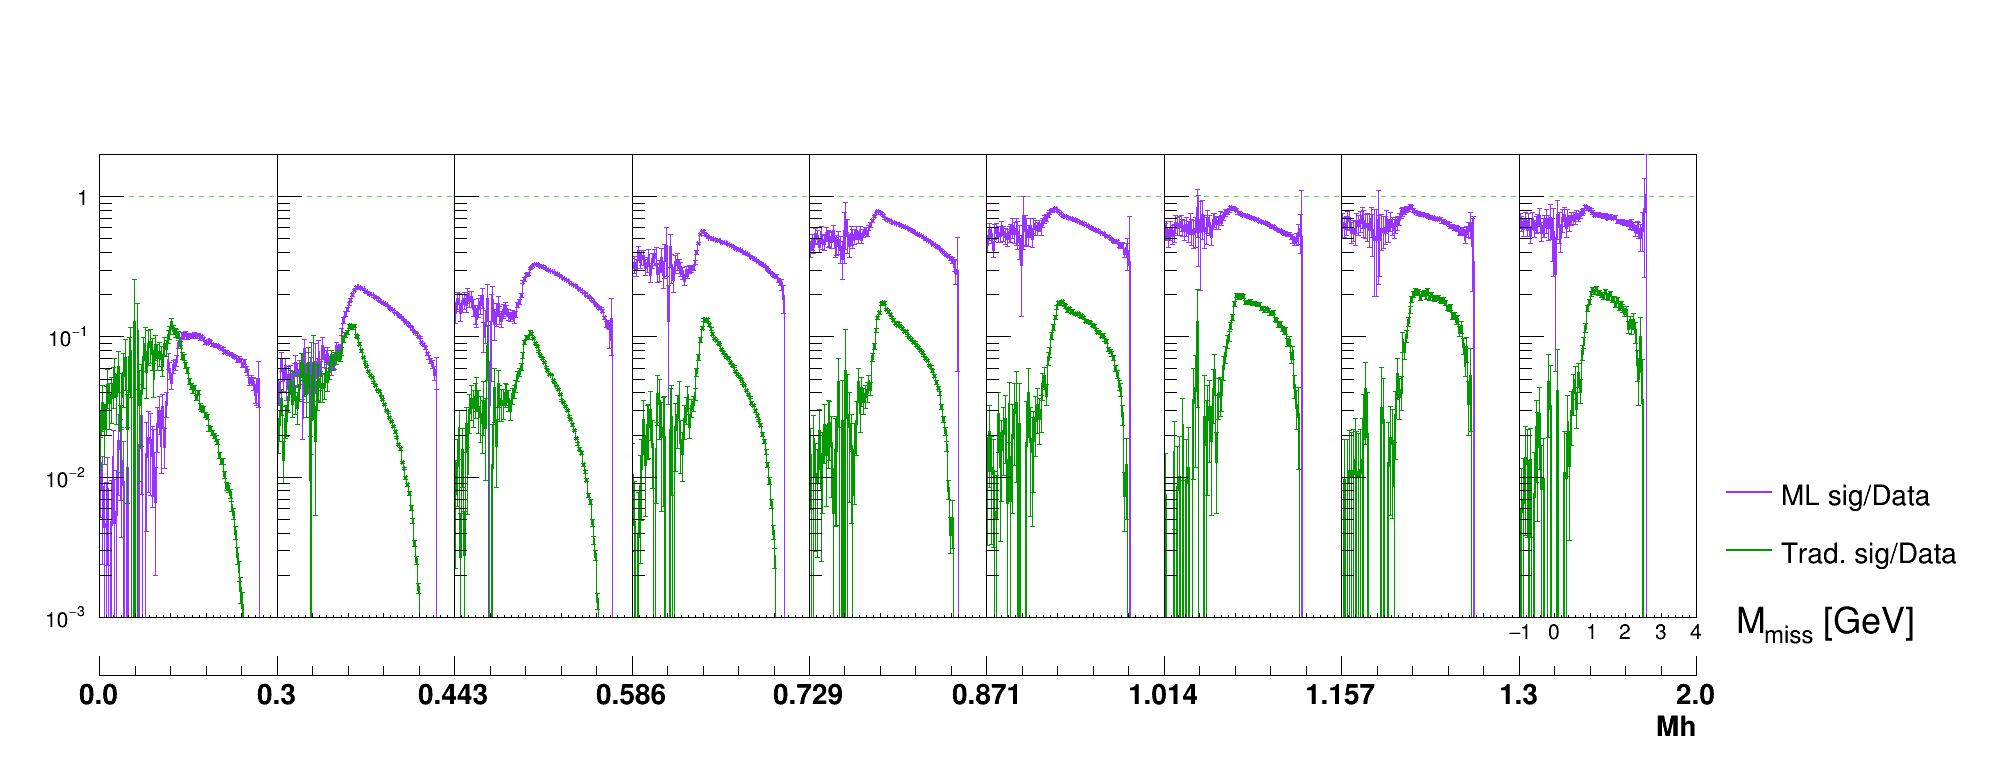 1
10⁻¹
10⁻²
10⁻³
ML sig/Data
Trad. sig/Data
−1 0 1 2 3 4
M_miss [GeV]
0.0 0.3 0.443 0.586 0.729 0.871 1.014 1.157 1.3 2.0
Mh